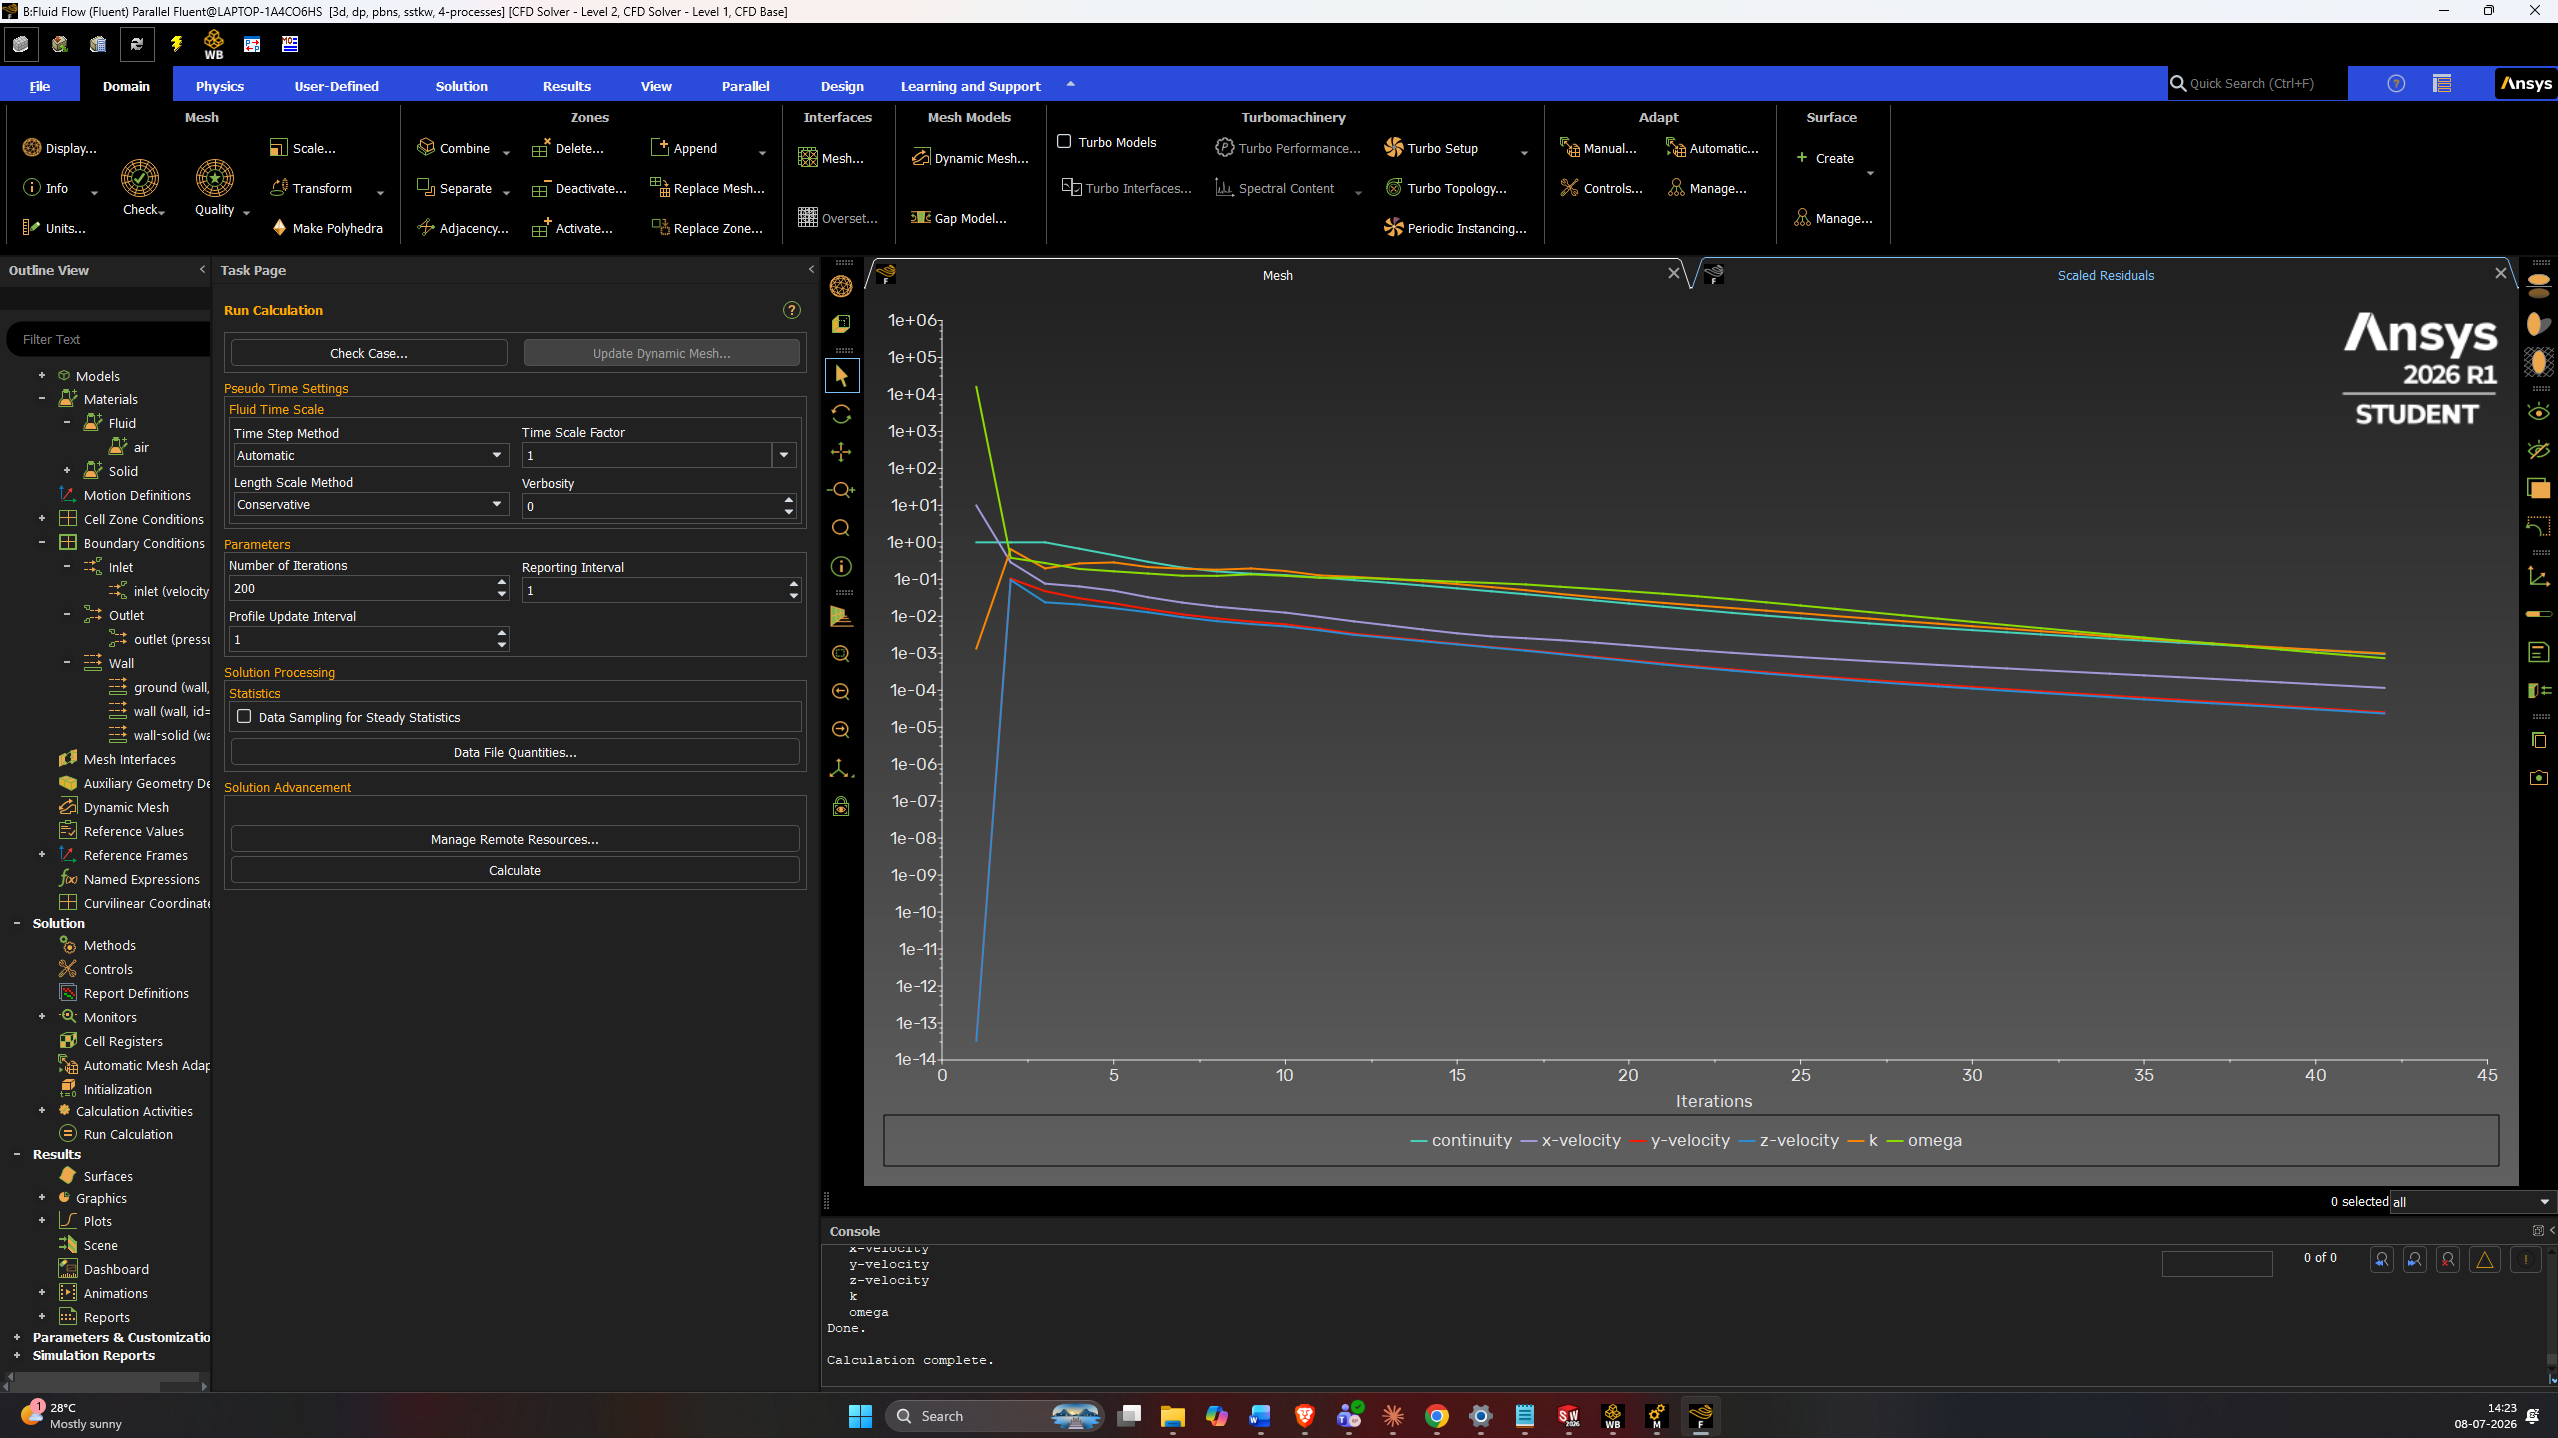 B:Fluid Flow (Fluent) Parallel Fluent@LAPTOP-1A4CO6HS [3d, dp, pbns, sstkw, 4-processes] [CFD Solver - Level 2, CFD Solver - Level 1, CFD Base]
WB
File Domain Physics User-Defined Solution Results View Parallel Design Learning and Support Quick Search (Ctrl+F) Ansys
Mesh
Display...
Info
Units...
Check
Quality
Scale...
Transform
Make Polyhedra
Zones
Combine
Separate
Adjacency...
Delete...
Deactivate...
Activate...
Append
Replace Mesh...
Replace Zone...
Interfaces
Mesh...
Overset...
Mesh Models
Dynamic Mesh...
Gap Model...
Turbomachinery
Turbo Models
Turbo Interfaces...
Turbo Performance...
Spectral Content
Turbo Setup
Turbo Topology...
Periodic Instancing...
Adapt
Manual...
Controls...
Automatic...
Manage...
Surface
Create
Manage...
Outline View
Filter Text
Models
Materials
Fluid
air
Solid
Motion Definitions
Cell Zone Conditions
Boundary Conditions
Inlet
inlet (velocity
Outlet
outlet (pressu
Wall
ground (wall,
wall (wall, id=
wall-solid (wa
Mesh Interfaces
Auxiliary Geometry De
Dynamic Mesh
Reference Values
Reference Frames
Named Expressions
Curvilinear Coordinate
Solution
Methods
Controls
Report Definitions
Monitors
Cell Registers
Automatic Mesh Adap
Initialization
Calculation Activities
Run Calculation
Results
Surfaces
Graphics
Plots
Scene
Dashboard
Animations
Reports
Parameters & Customizatio
Simulation Reports
Task Page
Run Calculation
Check Case...
Update Dynamic Mesh...
Pseudo Time Settings
Fluid Time Scale
Time Step Method
Automatic
Time Scale Factor
1
Length Scale Method
Conservative
Verbosity
0
Parameters
Number of Iterations
200
Reporting Interval
1
Profile Update Interval
1
Solution Processing
Statistics
Data Sampling for Steady Statistics
Data File Quantities...
Solution Advancement
Manage Remote Resources...
Calculate
Mesh
Scaled Residuals
Ansys
2026 R1
STUDENT
1e+06
1e+05
1e+04
1e+03
1e+02
1e+01
1e+00
1e-01
1e-02
1e-03
1e-04
1e-05
1e-06
1e-07
1e-08
1e-09
1e-10
1e-11
1e-12
1e-13
1e-14
0 5 10 15 20 25 30 35 40 45
Iterations
continuity x-velocity y-velocity z-velocity k omega
0 selected all
Console
x-velocity
y-velocity
z-velocity
k
omega
Done.
Calculation complete.
0 of 0
1
28°C
Mostly sunny
Search
14:23
08-07-2026